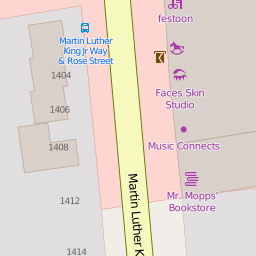 festoon
Martin Luther
King Jr Way
& Rose Street
1404
Faces Skin
Studio
1406
Music Connects
1408
Mr. Mopps'
Bookstore
1412
Martin Luther K
1414